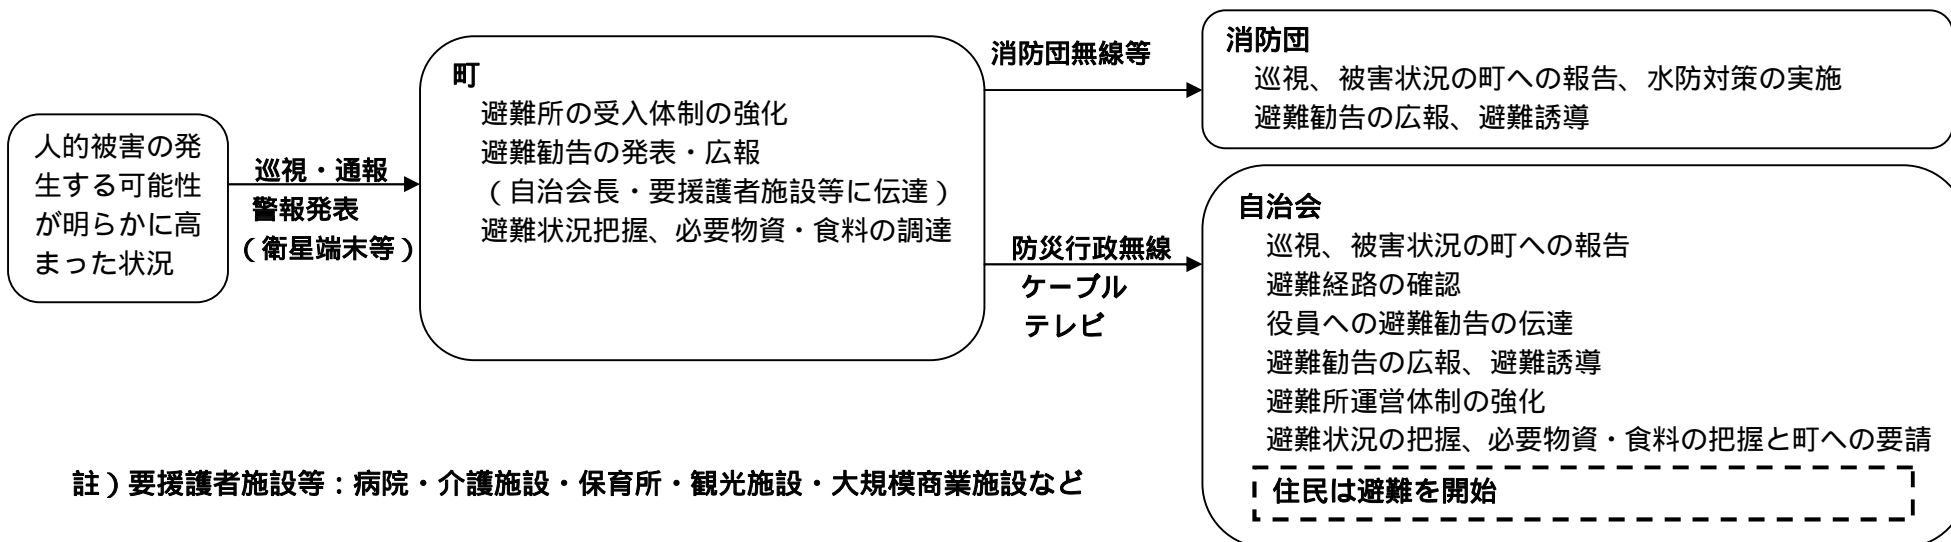 人的被害の発
生する可能性
が明らかに高
まった状況
巡視・通報
警報発表
（衛星端末等）
町
避難所の受入体制の強化
避難勧告の発表・広報
（自治会長・要援護者施設等に伝達）
避難状況把握、必要物資・食料の調達
消防団無線等
消防団
巡視、被害状況の町への報告、水防対策の実施
避難勧告の広報、避難誘導
防災行政無線
ケーブル
テレビ
自治会
巡視、被害状況の町への報告
避難経路の確認
役員への避難勧告の伝達
避難勧告の広報、避難誘導
避難所運営体制の強化
避難状況の把握、必要物資・食料の把握と町への要請
住民は避難を開始
註）要援護者施設等：病院・介護施設・保育所・観光施設・大規模商業施設など